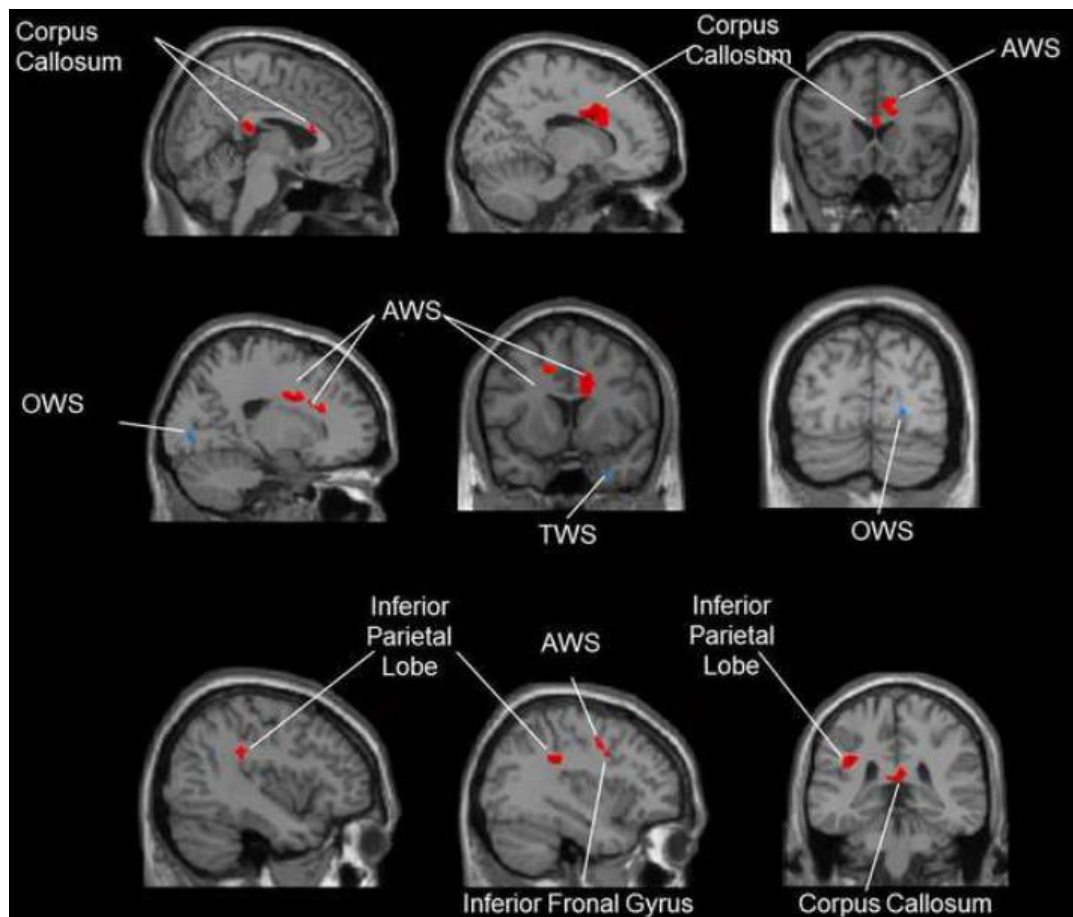 Corpus
Callosum
Corpus
Callosum
AWS
AWS
OWS
TWS
OWS
Inferior
Parietal
Lobe
AWS
Inferior
Parietal
Lobe
Inferior Fronal Gyrus
Corpus Callosum